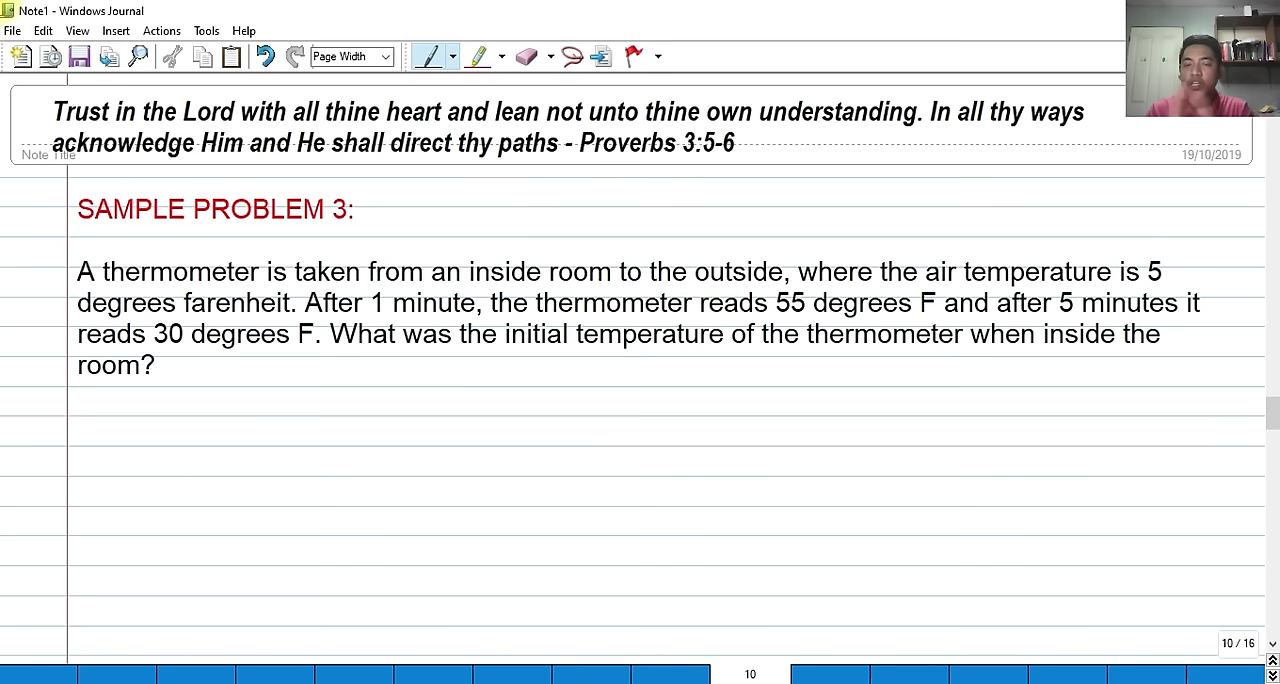 Note1 - Windows Journal
File Edit View Insert Actions Tools Help
Page Width
Trust in the Lord with all thine heart and lean not unto thine own understanding. In all thy ways
acknowledge Him and He shall direct thy paths - Proverbs 3:5-6
Note Title
19/10/2019
SAMPLE PROBLEM 3:
A thermometer is taken from an inside room to the outside, where the air temperature is 5
degrees farenheit. After 1 minute, the thermometer reads 55 degrees F and after 5 minutes it
reads 30 degrees F. What was the initial temperature of the thermometer when inside the
room?
10 / 16
10